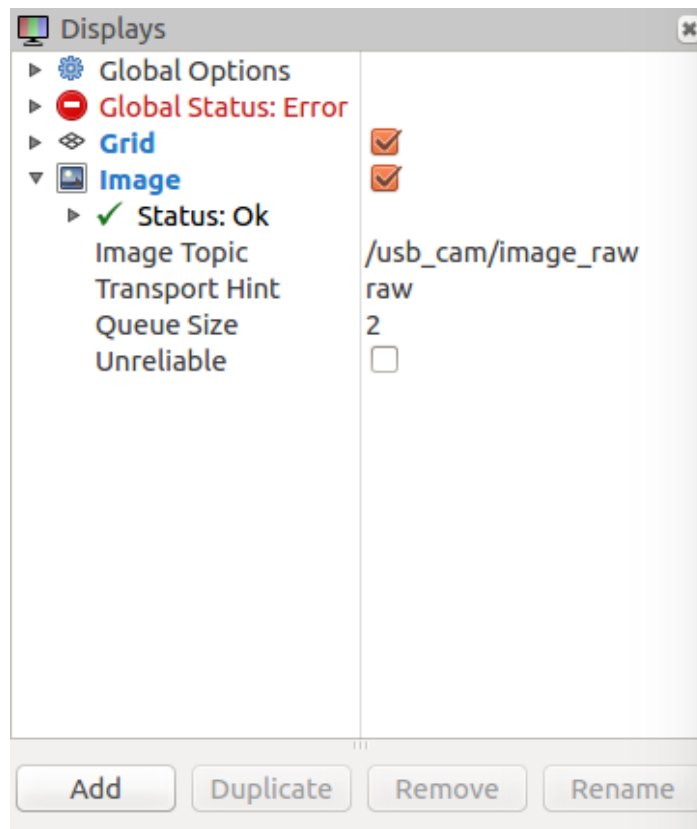 Displays
Global Options
Global Status: Error
Grid
Image
Status: Ok
Image Topic /usb_cam/image_raw
Transport Hint raw
Queue Size 2
Unreliable
Add Duplicate Remove Rename